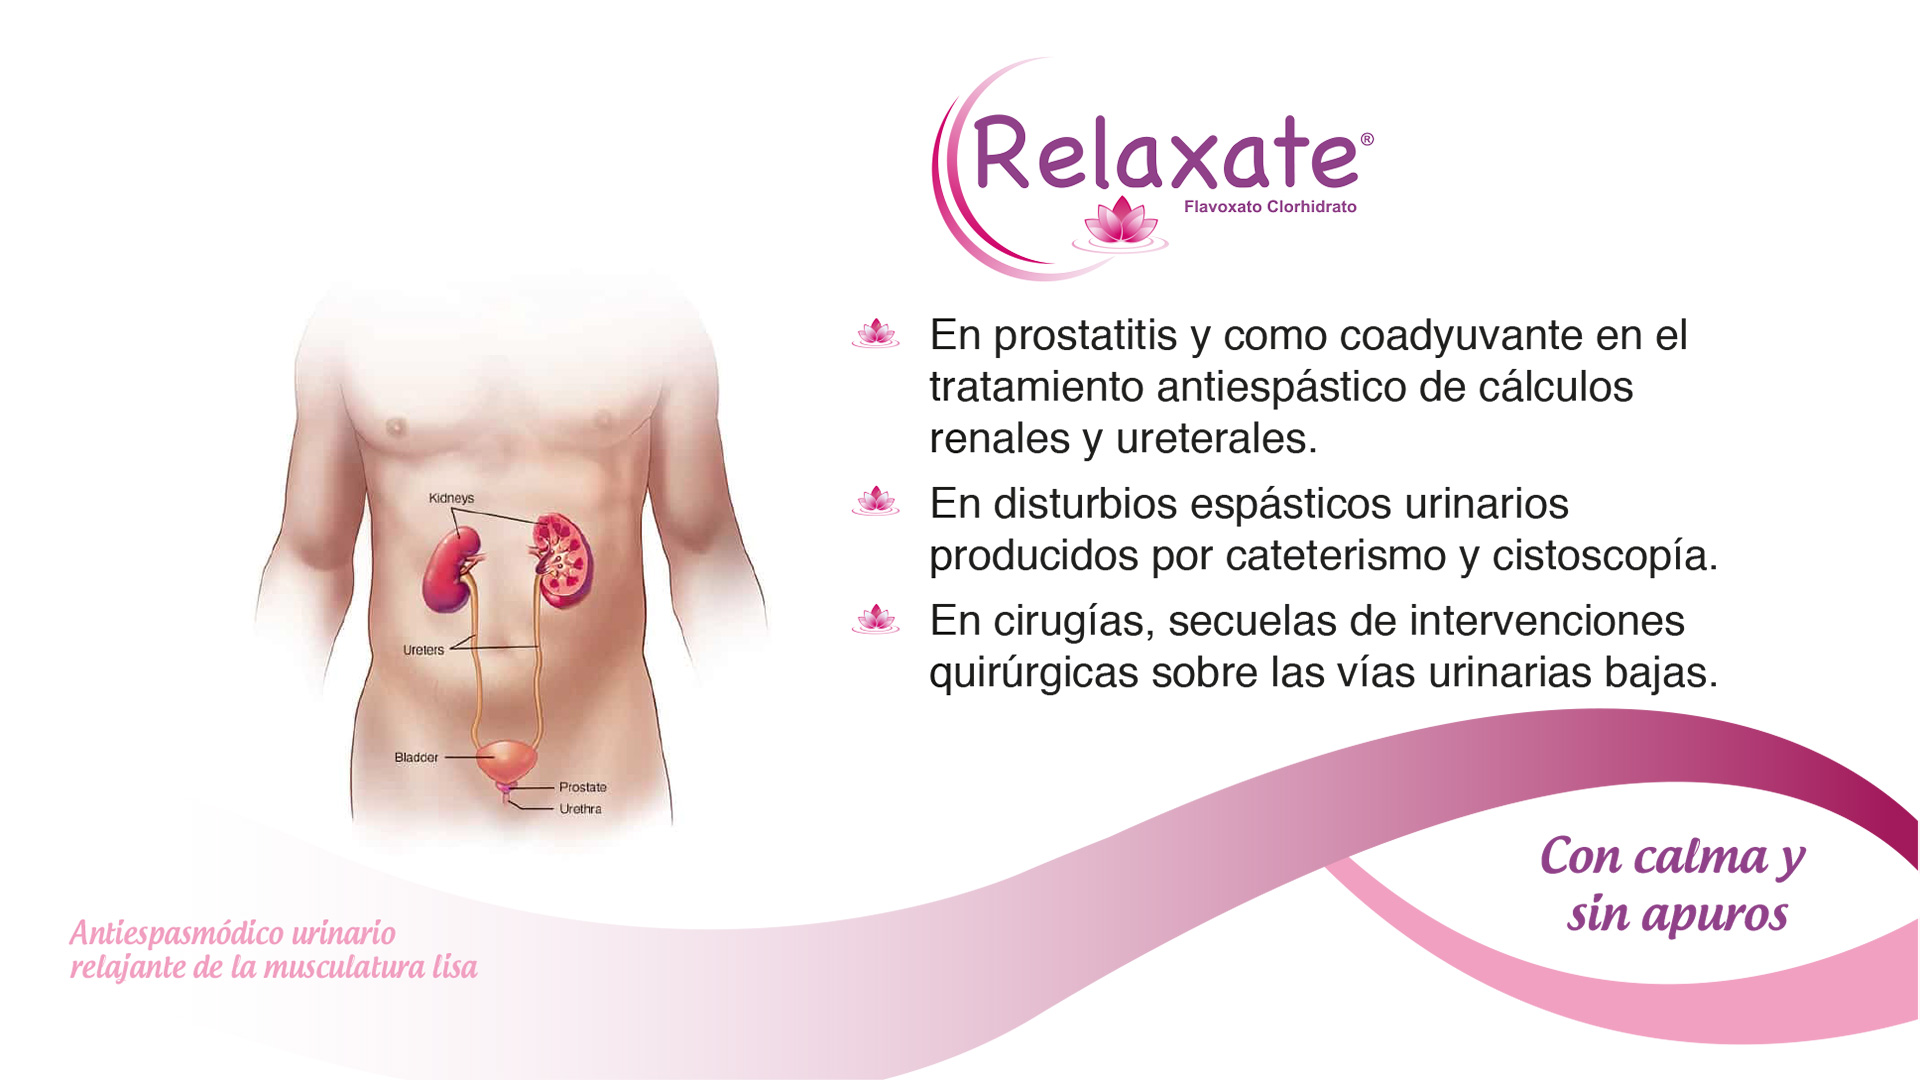 Relaxate®
Flavoxato Clorhidrato
En prostatitis y como coadyuvante en el
tratamiento antiespástico de cálculos
renales y ureterales.
En disturbios espásticos urinarios
producidos por cateterismo y cistoscopía.
En cirugías, secuelas de intervenciones
quirúrgicas sobre las vías urinarias bajas.
Kidneys
Ureters
Bladder
Prostate
Urethra
Con calma y
sin apuros
Antiespasmódico urinario
relajante de la musculatura lisa